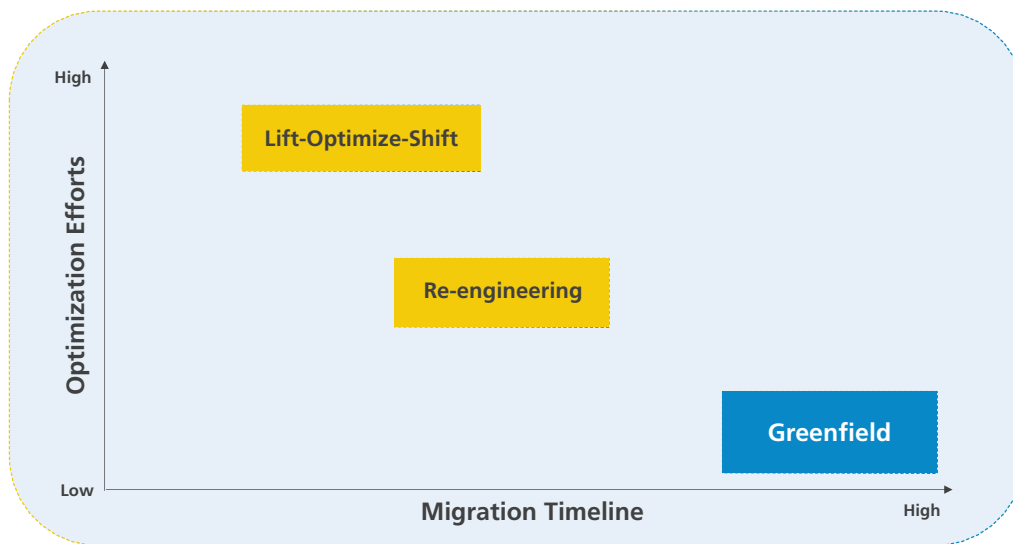 High
Lift-Optimize-Shift
Optimization Efforts
Re-engineering
Greenfield
Low
Migration Timeline
High